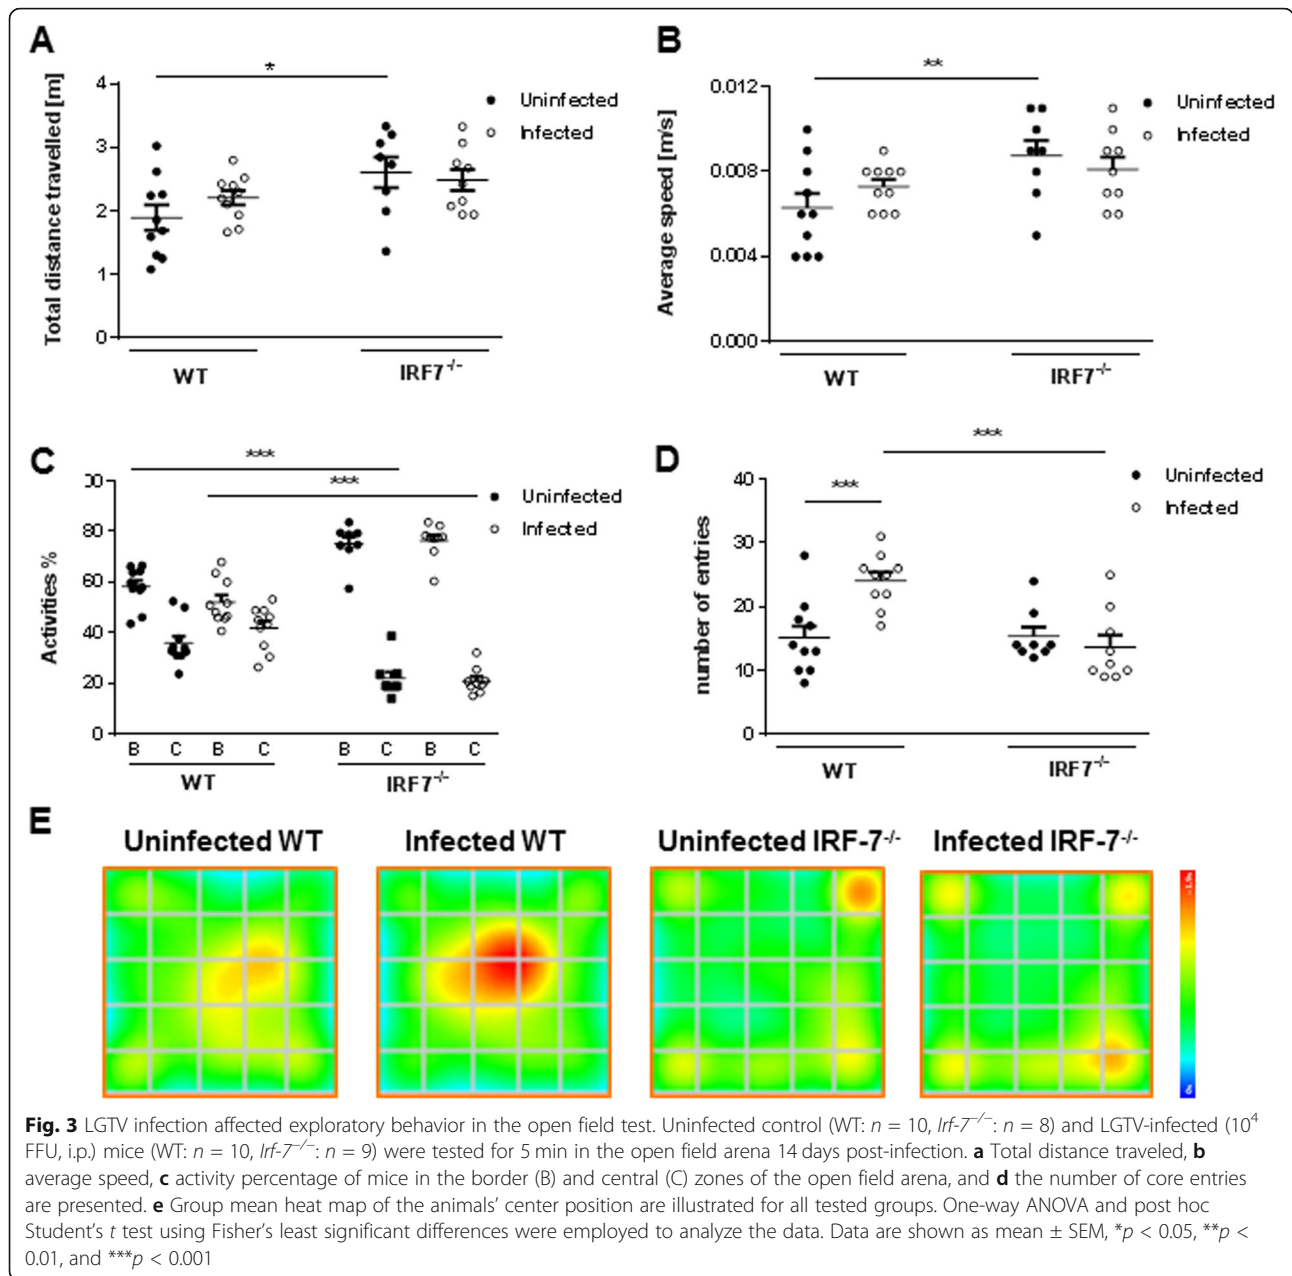 A
Total distance travelled [m]
4
3
2
1
0
*
Uninfected
Infected
WT
IRF7-/-
B
Average speed [m/s]
0.012
0.008
0.004
0.000
**
Uninfected
Infected
WT
IRF7-/-
C
Activities %
80
60
40
20
0
***
***
Uninfected
Infected
B C B C B C B C
WT
IRF7-/-
D
number of entries
40
30
20
10
0
***
***
Uninfected
Infected
WT
IRF7-/-
E
Uninfected WT Infected WT Uninfected IRF-7-/- Infected IRF-7-/-
Fig. 3 LGTV infection affected exploratory behavior in the open field test. Uninfected control (WT: n = 10, Irf-7−/−: n = 8) and LGTV-infected (10⁴
FFU, i.p.) mice (WT: n = 10, Irf-7−/−: n = 9) were tested for 5 min in the open field arena 14 days post-infection. a Total distance traveled, b
average speed, c activity percentage of mice in the border (B) and central (C) zones of the open field arena, and d the number of core entries
are presented. e Group mean heat map of the animals' center position are illustrated for all tested groups. One-way ANOVA and post hoc
Student's t test using Fisher's least significant differences were employed to analyze the data. Data are shown as mean ± SEM, *p < 0.05, **p <
0.01, and ***p < 0.001